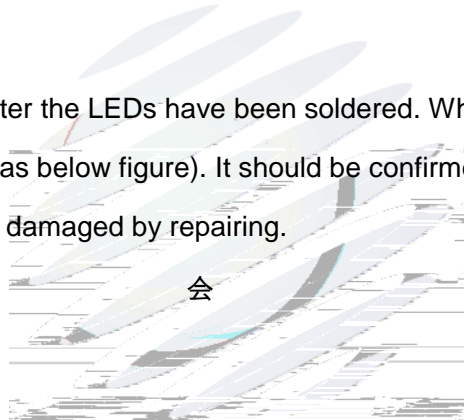 ter the LEDs have been soldered. Wh
as below figure). It should be confirme
damaged by repairing.
会